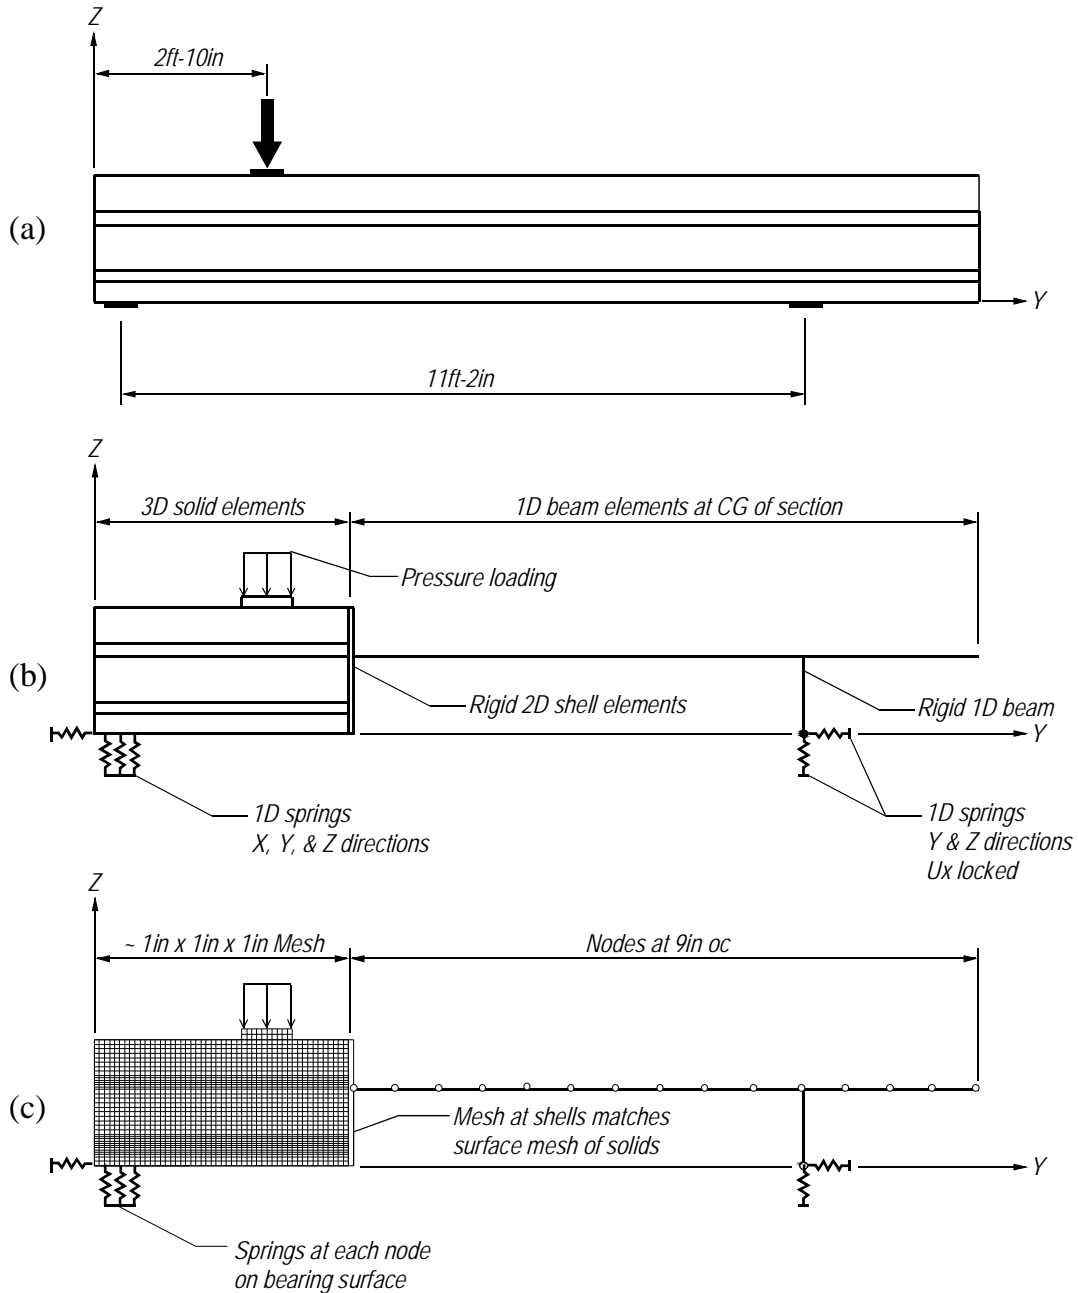 Z
2ft-10in
(a)
Y
11ft-2in
Z
3D solid elements
1D beam elements at CG of section
Pressure loading
(b)
Rigid 2D shell elements
Rigid 1D beam
Y
1D springs
X, Y, & Z directions
1D springs
Y & Z directions
Ux locked
Z
~ 1in x 1in x 1in Mesh
Nodes at 9in oc
(c)
Mesh at shells matches
surface mesh of solids
Y
Springs at each node
on bearing surface